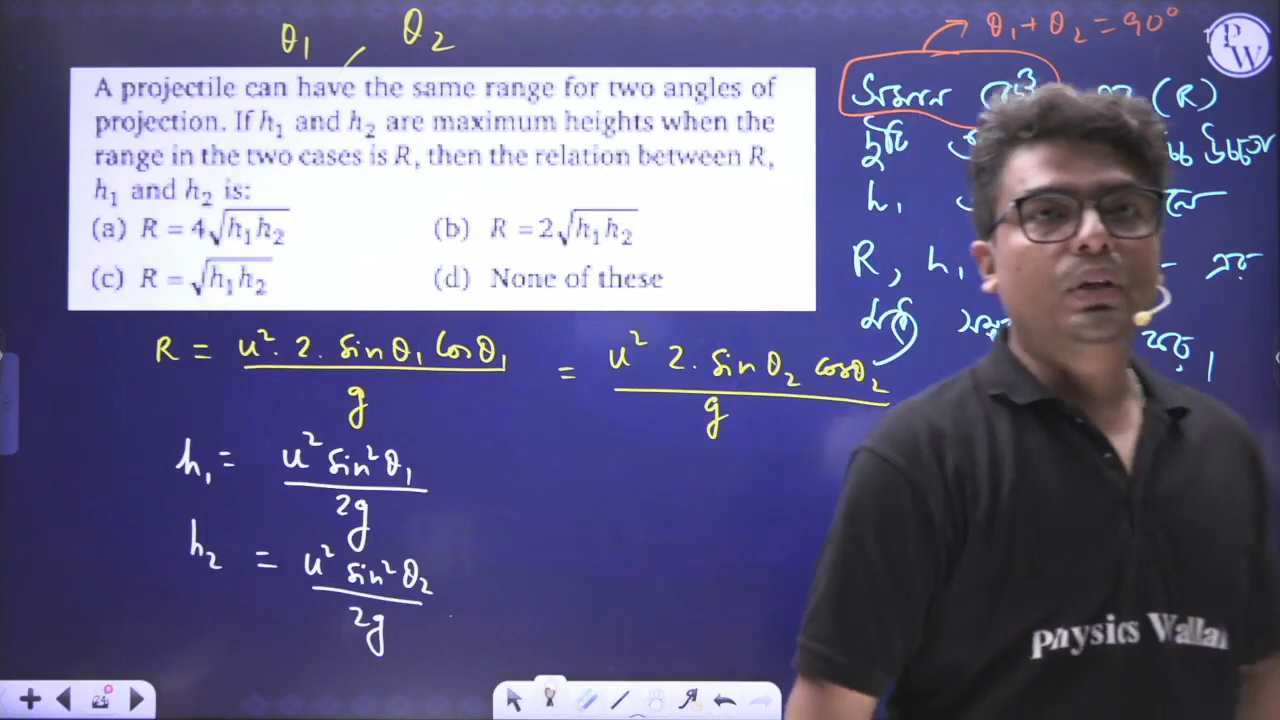 θ₁ θ₂
θ₁ + θ₂ = 90°
PW
A projectile can have the same range for two angles of
projection. If h₁ and h₂ are maximum heights when the
range in the two cases is R, then the relation between R,
h₁ and h₂ is:
(a) R = 4√h₁h₂ (b) R = 2√h₁h₂
(c) R = √h₁h₂ (d) None of these
সমান (R)
দুটি
h₁
R, h₁ - এর
R = u². 2. sinθ₁ cosθ₁ / g = u² 2. sinθ₂ cosθ₂ / g
h₁ = u² sin²θ₁ / 2g
h₂ = u² sin²θ₂ / 2g
Physics Walla
24